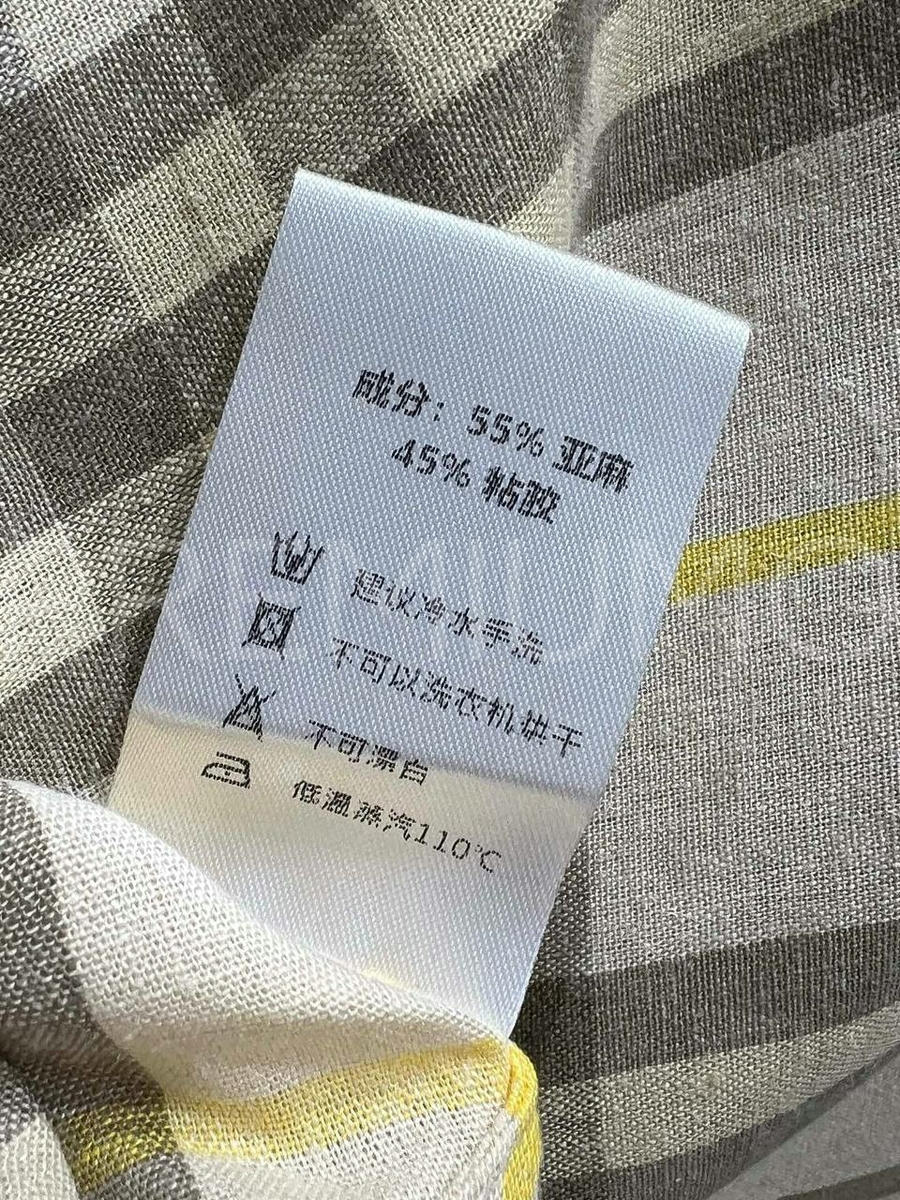 成分: 55% 亚麻
45% 粘胶
建议冷水手洗
不可以洗衣机烘干
不可漂白
低温蒸汽110℃